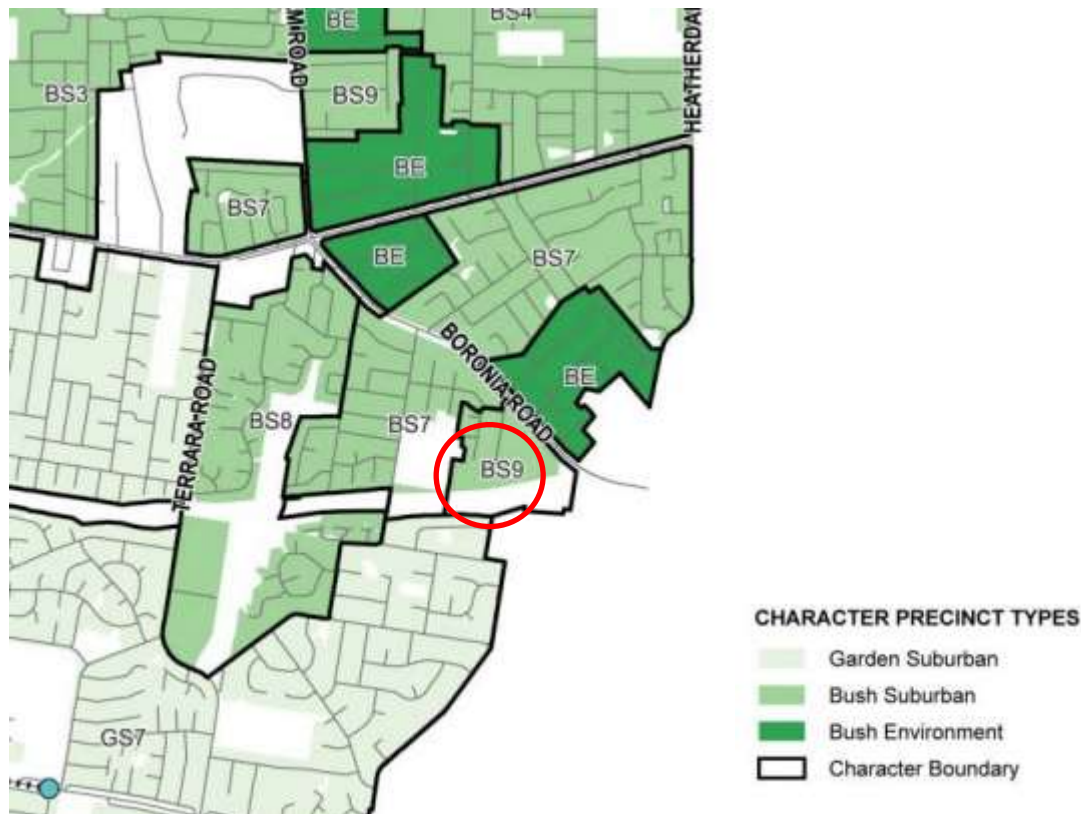 BE
BS4
M ROAD
HEATHERDA
BS3
BS9
BE
BS7
BE
BS7
BORONIA ROAD
BE
TERRARA ROAD
BS8
BS7
BS9
CHARACTER PRECINCT TYPES
Garden Suburban
Bush Suburban
Bush Environment
Character Boundary
GS7